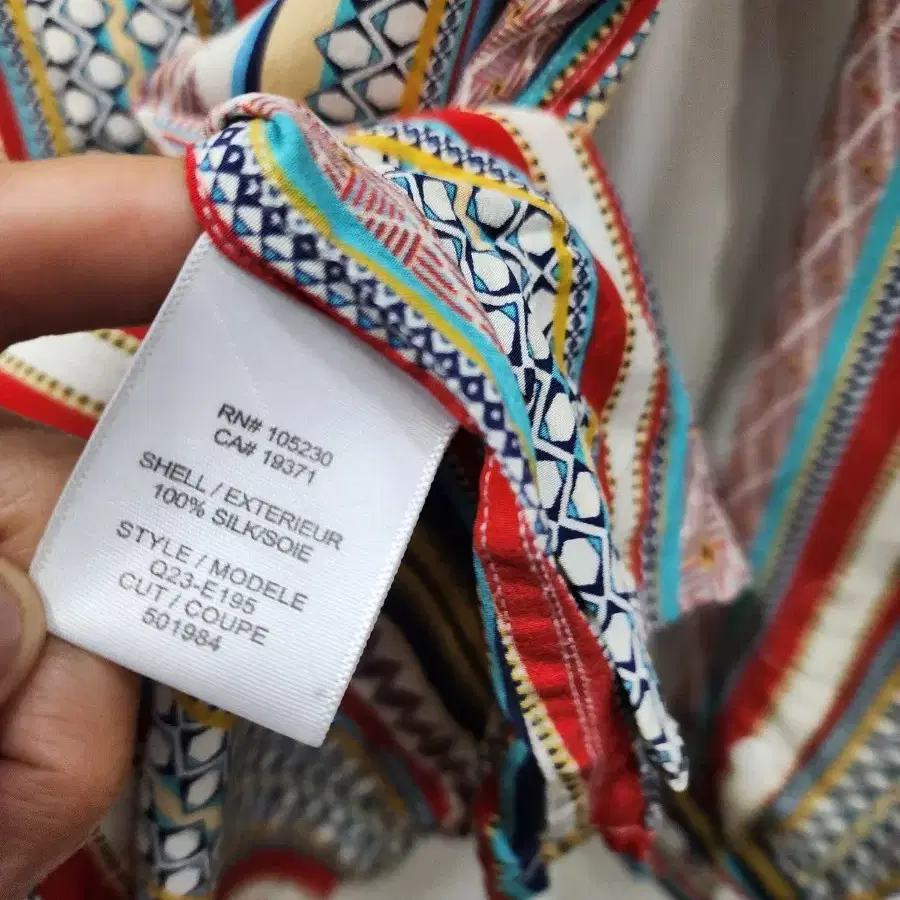 RN# 105230
CA# 19371
SHELL / EXTERIEUR
100% SILK/SOIE
STYLE / MODELE
Q23-E195
CUT / COUPE
501984